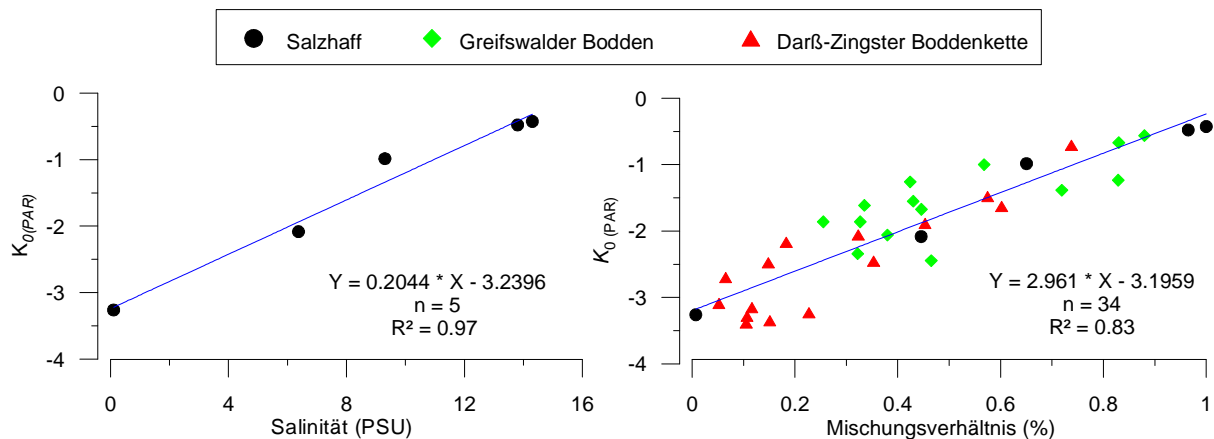 Salzhaff Greifswalder Bodden Darß-Zingster Boddenkette
K0(PAR)
0
-1
-2
-3
-4
Y = 0.2044 * X - 3.2396
n = 5
R² = 0.97
0 4 8 12 16
Salinität (PSU)
K0 (PAR)
0
-1
-2
-3
-4
Y = 2.961 * X - 3.1959
n = 34
R² = 0.83
0 0.2 0.4 0.6 0.8 1
Mischungsverhältnis (%)